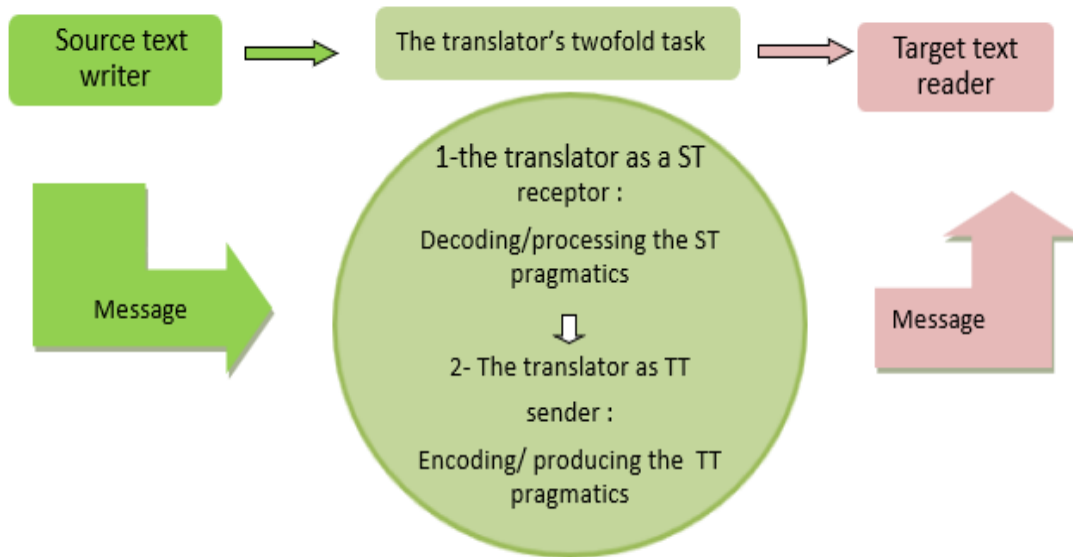 Source text
writer
The translator’s twofold task
Target text
reader
1-the translator as a ST
receptor :
Decoding/processing the ST
pragmatics
2- The translator as TT
sender :
Encoding/ producing the TT
pragmatics
Message
Message